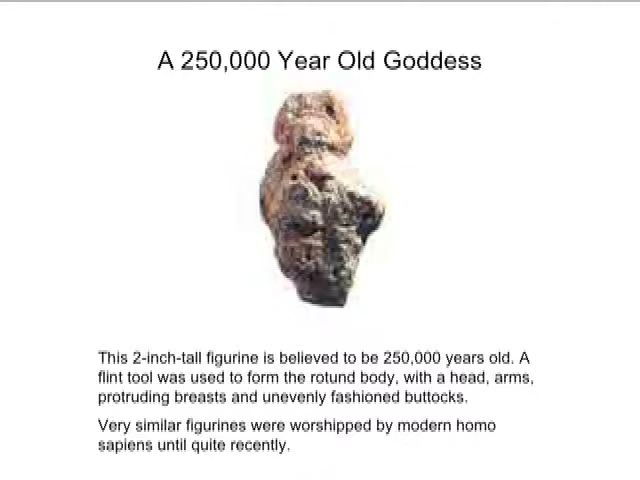 A 250,000 Year Old Goddess
This 2-inch-tall figurine is believed to be 250,000 years old. A
flint tool was used to form the rotund body, with a head, arms,
protruding breasts and unevenly fashioned buttocks.
Very similar figurines were worshipped by modern homo
sapiens until quite recently.